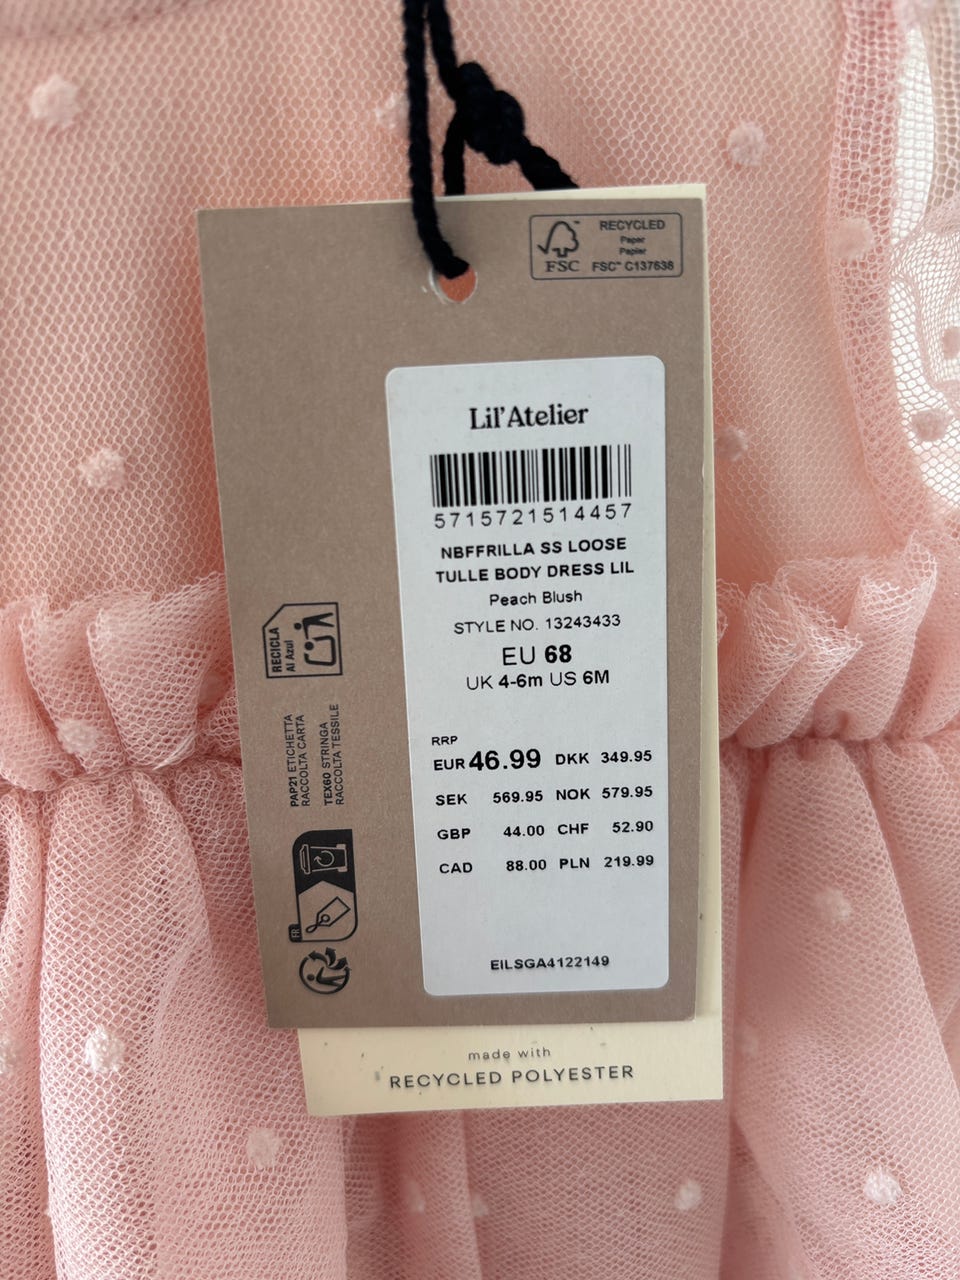 RECYCLED
Paper
Papier
FSC™ C137638
FSC
Lil'Atelier
5715721514457
NBFFRILLA SS LOOSE
TULLE BODY DRESS LIL
Peach Blush
STYLE NO. 13243433
EU 68
UK 4-6m US 6M
RRP
EUR 46.99 DKK 349.95
SEK 569.95 NOK 579.95
GBP 44.00 CHF 52.90
CAD 88.00 PLN 219.99
EILSGA4122149
RECICLA
Al Azul
PAP21 ETICHETTA
RACCOLTA CARTA
TEX60 STRINGA
RACCOLTA TESSILE
FR
made with
RECYCLED POLYESTER